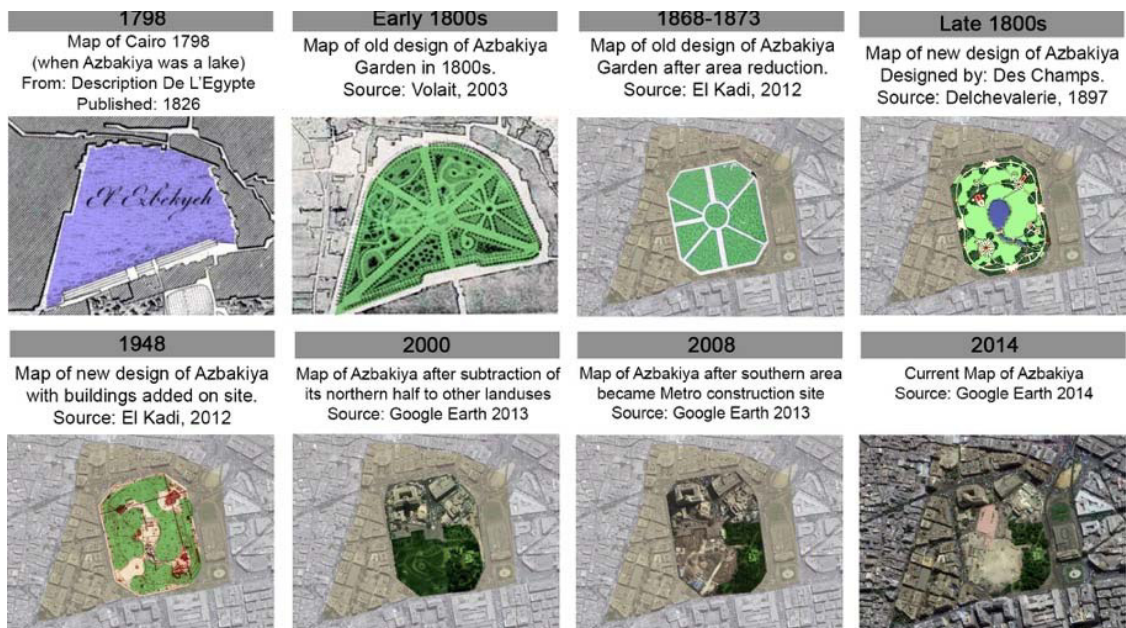 1798
Map of Cairo 1798
(when Azbakiya was a lake)
From: Description De L'Egypte
Published: 1826
El Ezbekyeh
Early 1800s
Map of old design of Azbakiya
Garden in 1800s.
Source: Volait, 2003
1868-1873
Map of old design of Azbakiya
Garden after area reduction.
Source: El Kadi, 2012
Late 1800s
Map of new design of Azbakiya
Designed by: Des Champs.
Source: Delchevalerie, 1897
1948
Map of new design of Azbakiya
with buildings added on site.
Source: El Kadi, 2012
2000
Map of Azbakiya after subtraction of
its northern half to other landuses
Source: Google Earth 2013
2008
Map of Azbakiya after southern area
became Metro construction site
Source: Google Earth 2013
2014
Current Map of Azbakiya
Source: Google Earth 2014